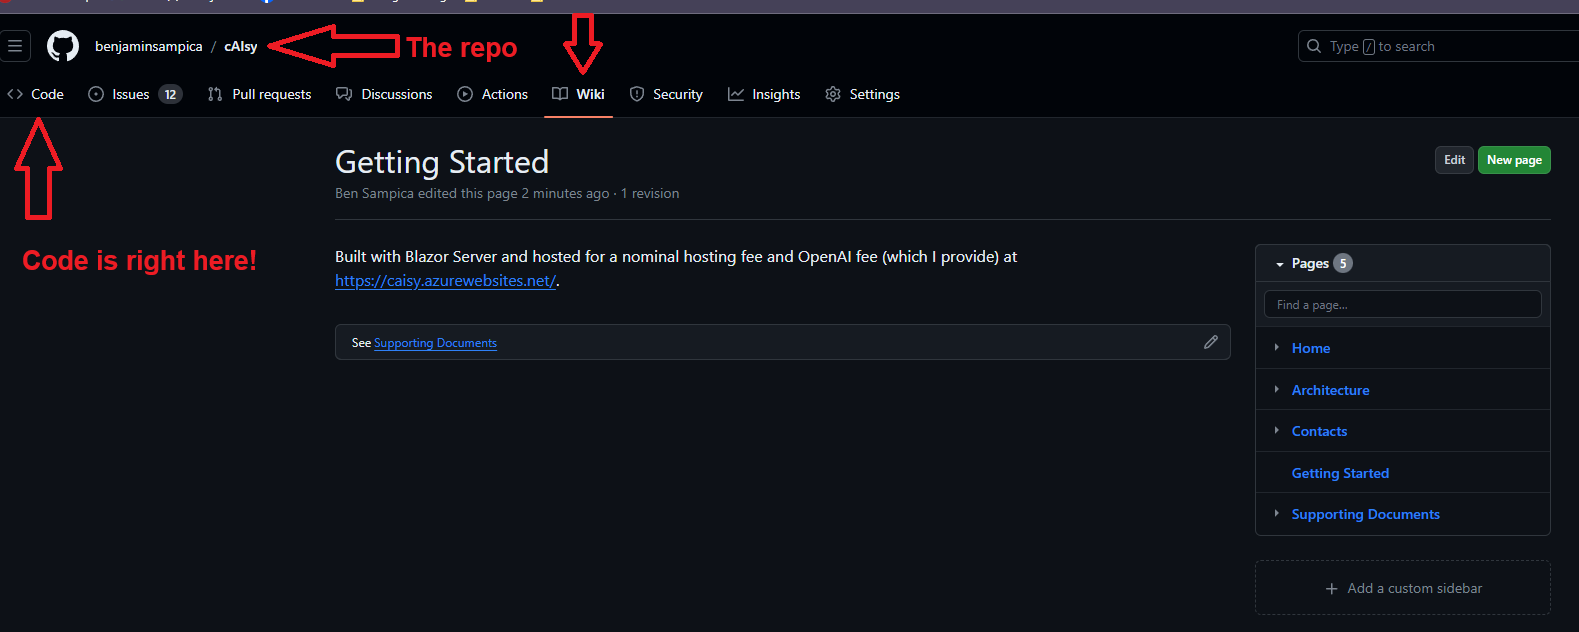 benjaminsampica / cAIsy
The repo
Type / to search
Code
Issues 12
Pull requests
Discussions
Actions
Wiki
Security
Insights
Settings
Code is right here!
Getting Started
Edit
New page
Ben Sampica edited this page 2 minutes ago · 1 revision
Built with Blazor Server and hosted for a nominal hosting fee and OpenAI fee (which I provide) at
https://caisy.azurewebsites.net/.
See Supporting Documents
Pages 5
Find a page...
Home
Architecture
Contacts
Getting Started
Supporting Documents
Add a custom sidebar